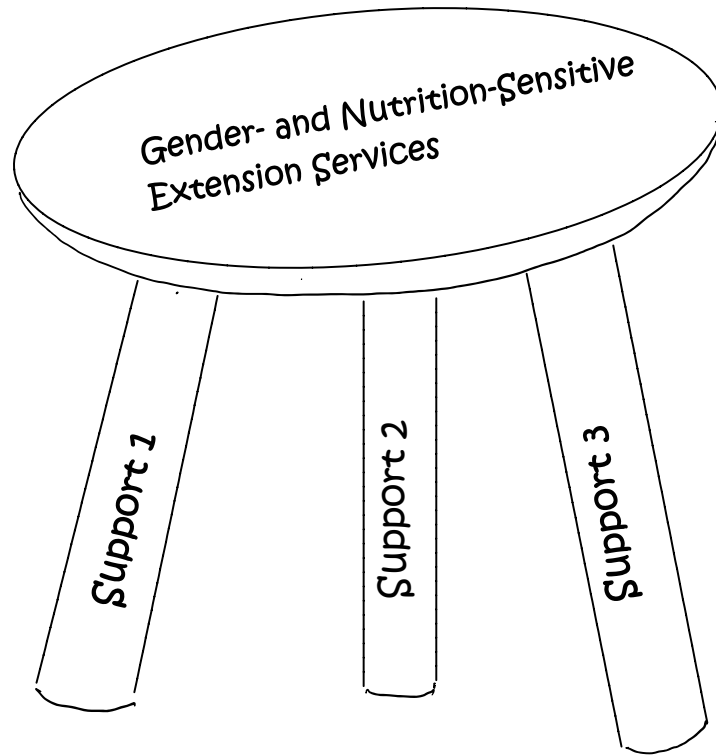 Gender- and Nutrition-Sensitive
Extension Services
Support 1
Support 2
Support 3